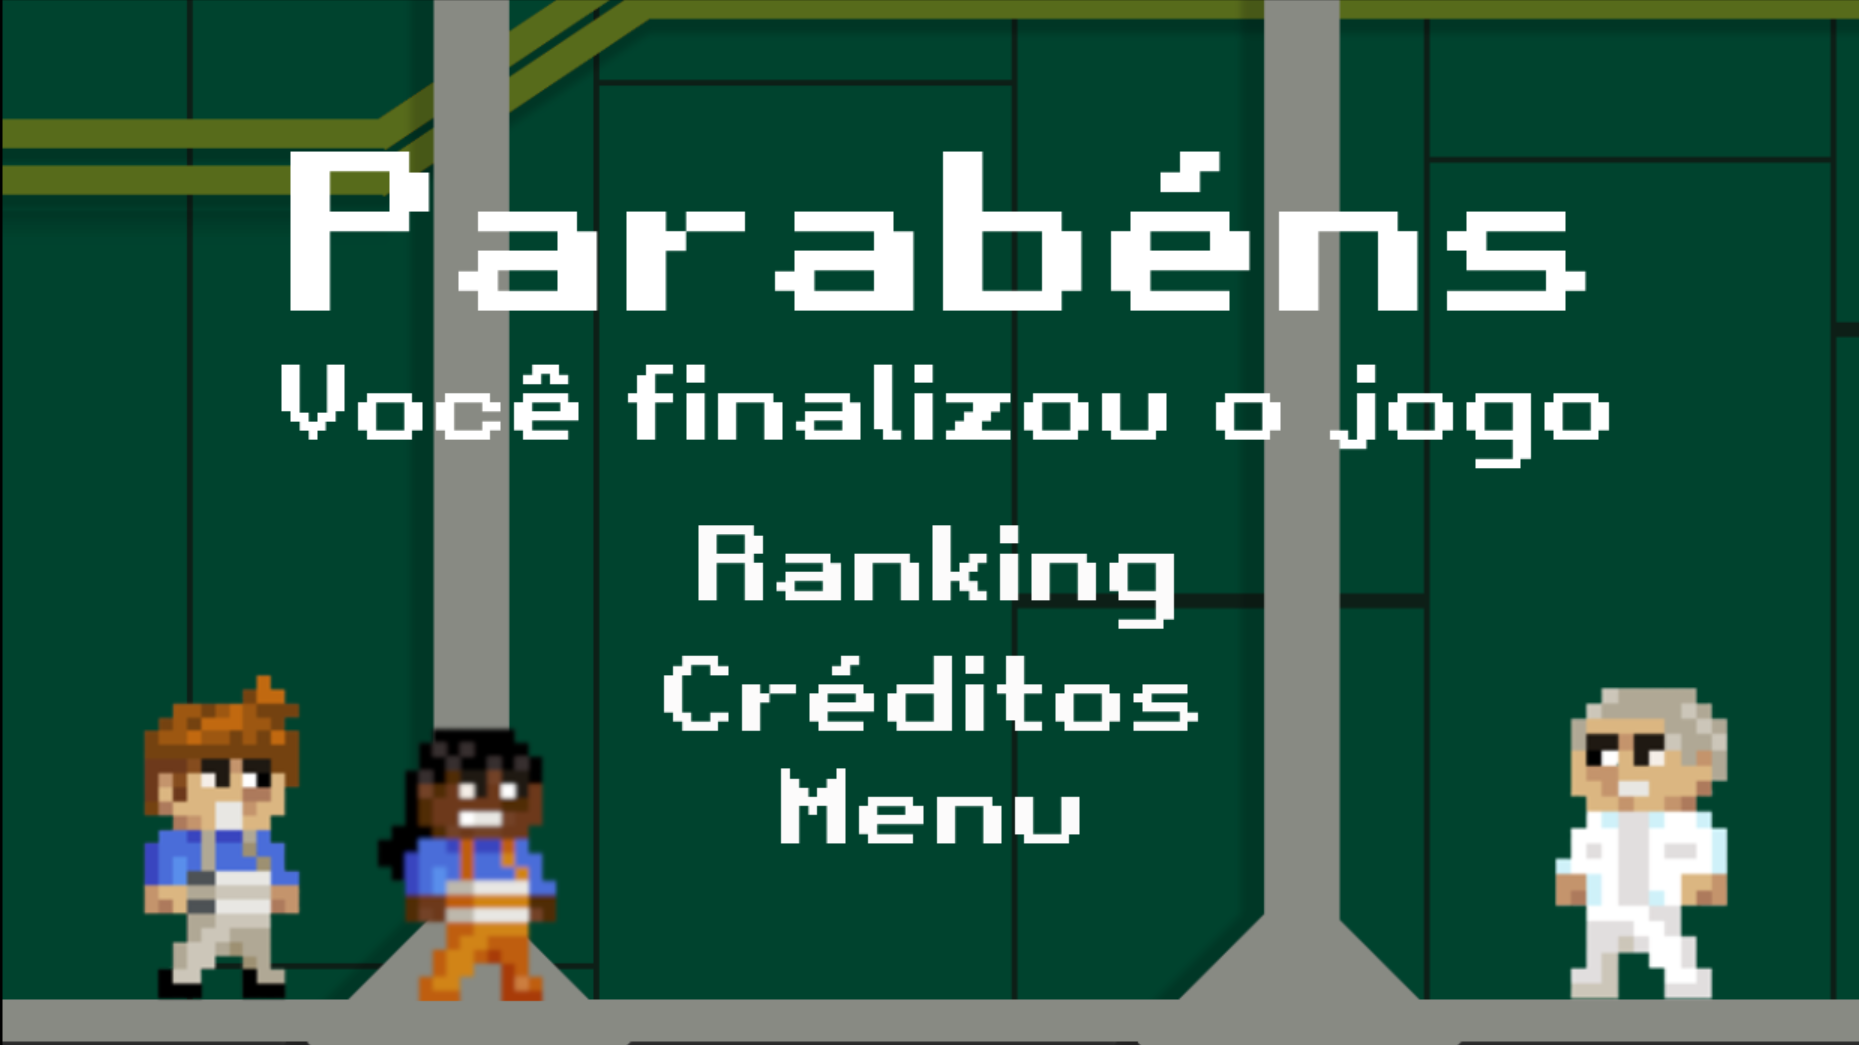 Parabéns
Você finalizou o jogo
Ranking
Créditos
Menu